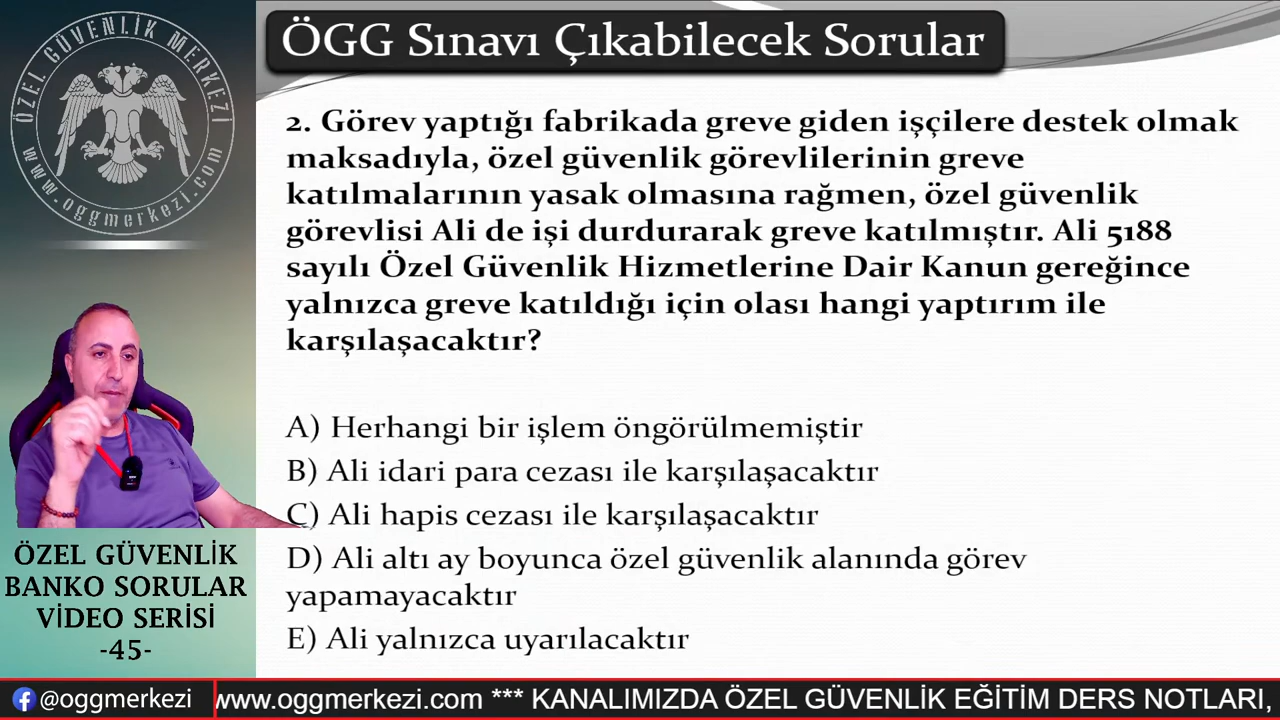 ÖZEL GÜVENLİK MERKEZİ
www.oggmerkezi.com
ÖGG Sınavı Çıkabilecek Sorular
2. Görev yaptığı fabrikada greve giden işçilere destek olmak
maksadıyla, özel güvenlik görevlilerinin greve
katılmalarının yasak olmasına rağmen, özel güvenlik
görevlisi Ali de işi durdurarak greve katılmıştır. Ali 5188
sayılı Özel Güvenlik Hizmetlerine Dair Kanun gereğince
yalnızca greve katıldığı için olası hangi yaptırım ile
karşılaşacaktır?
A) Herhangi bir işlem öngörülmemiştir
B) Ali idari para cezası ile karşılaşacaktır
C) Ali hapis cezası ile karşılaşacaktır
D) Ali altı ay boyunca özel güvenlik alanında görev
yapamayacaktır
E) Ali yalnızca uyarılacaktır
ÖZEL GÜVENLİK
BANKO SORULAR
VİDEO SERİSİ
-45-
@oggmerkezi
www.oggmerkezi.com *** KANALIMIZDA ÖZEL GÜVENLİK EĞİTİM DERS NOTLARI,